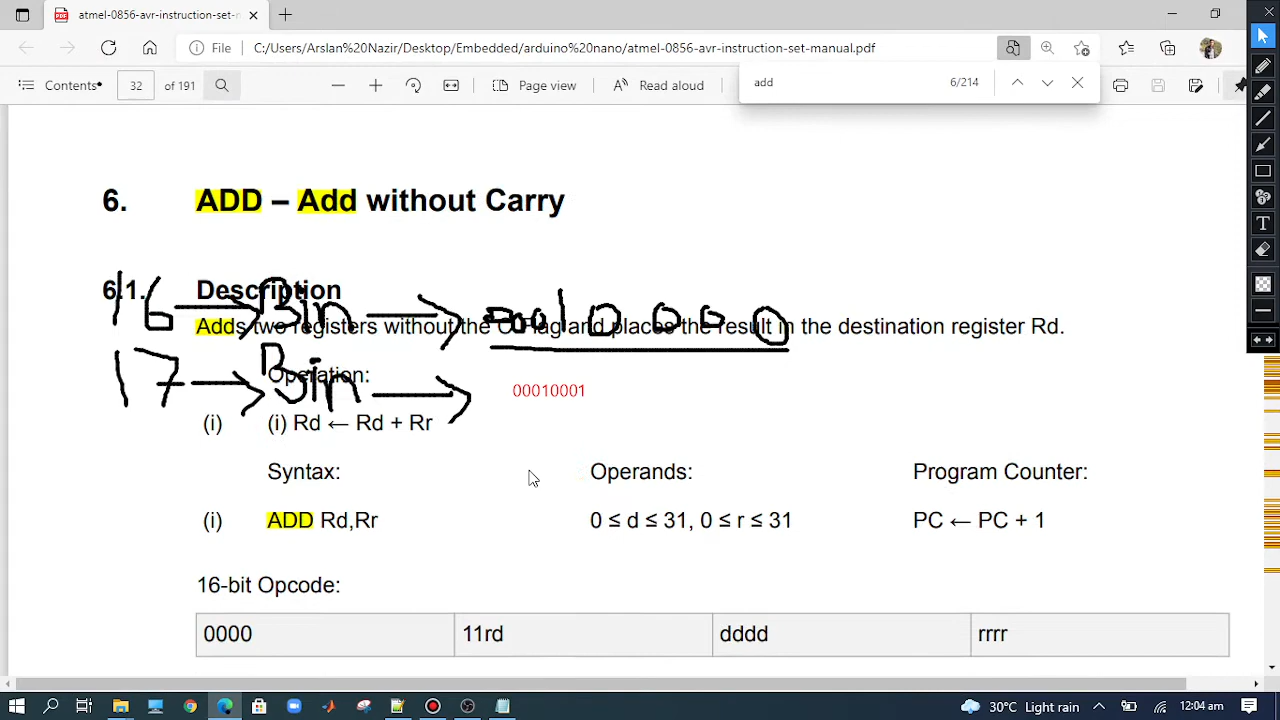 atmel-0856-avr-instruction-set-m
File C:/Users/Arslan%20Nazir/Desktop/Embedded/arduino%20nano/atmel-0856-avr-instruction-set-manual.pdf
Contents 32 of 191 Page view Read aloud
add 6/214
6. ADD – Add without Carry
6.1. Description
16 → Bin → 00010000
Adds two registers without the C Flag and places the result in the destination register Rd.
17 → Bin → 00010001
Operation:
(i) (i) Rd ← Rd + Rr
Syntax: Operands: Program Counter:
(i) ADD Rd,Rr 0 ≤ d ≤ 31, 0 ≤ r ≤ 31 PC ← PC + 1
16-bit Opcode:
0000 11rd dddd rrrr
30°C Light rain 12:04 am